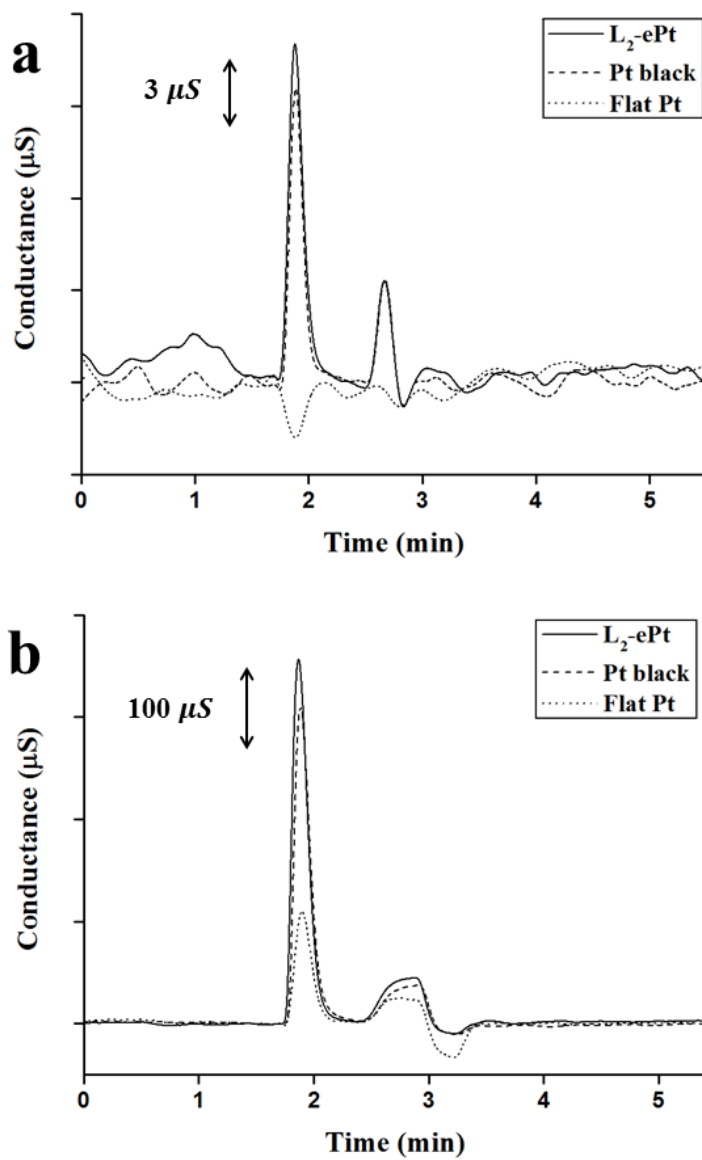 a
3 μS
L₂-ePt
Pt black
Flat Pt
Conductance (μS)
0 1 2 3 4 5
Time (min)
b
100 μS
L₂-ePt
Pt black
Flat Pt
Conductance (μS)
0 1 2 3 4 5
Time (min)